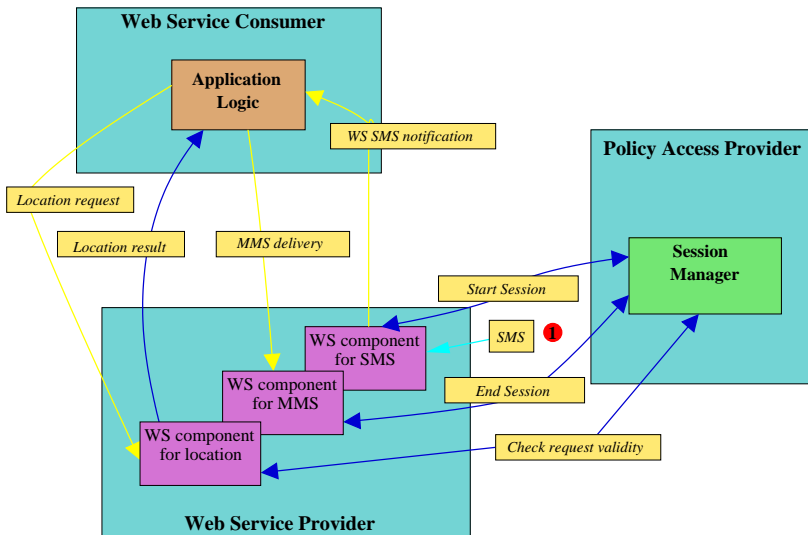 Web Service Consumer
Application
Logic
WS SMS notification
Policy Access Provider
Location request
Location result
MMS delivery
Session
Manager
Start Session
SMS
1
WS component
for SMS
WS component
for MMS
End Session
WS component
for location
Check request validity
Web Service Provider